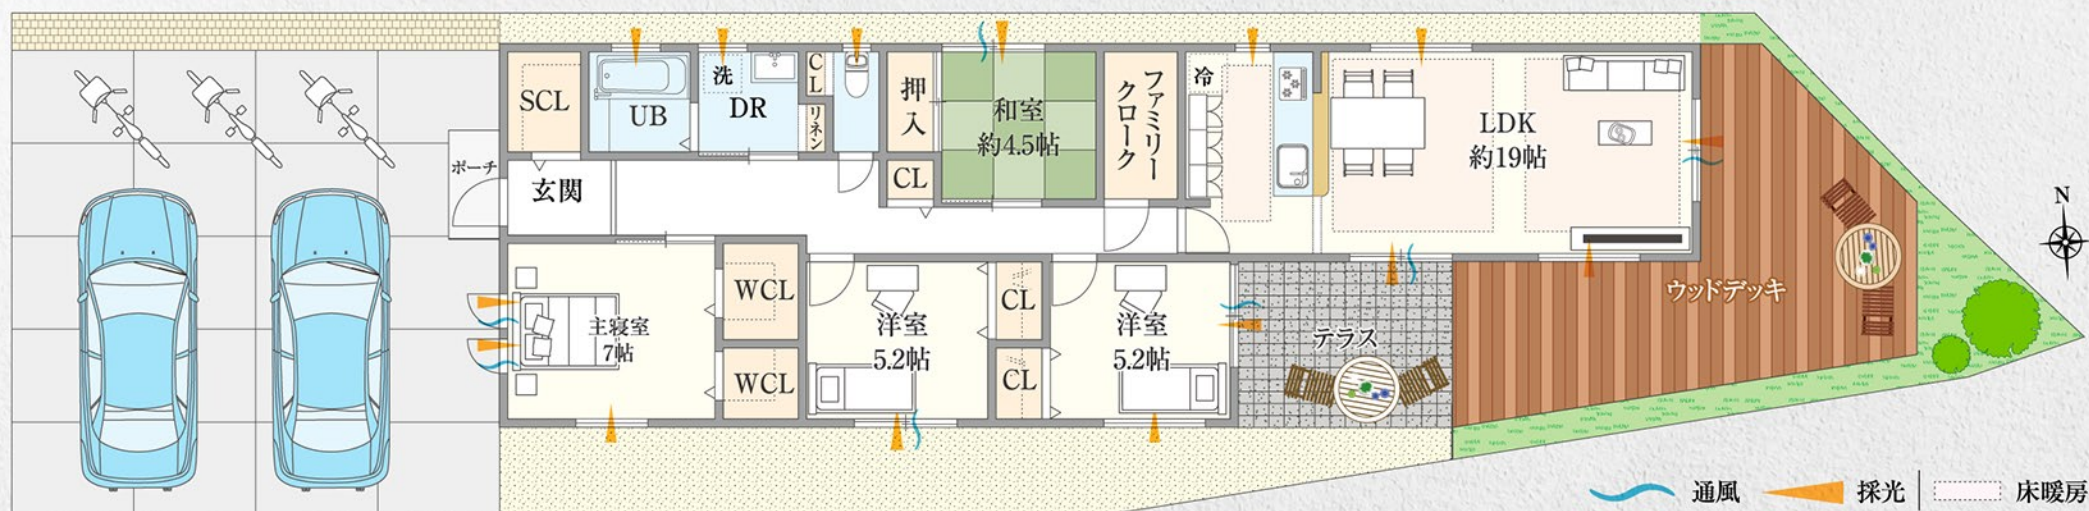 SCL
UB
洗
DR
CL
リネン
押入
CL
和室
約4.5帖
ファミリー
クローク
冷
LDK
約19帖
ポーチ
玄関
主寝室
7帖
WCL
WCL
洋室
5.2帖
CL
CL
洋室
5.2帖
テラス
ウッドデッキ
N
通風
採光
床暖房